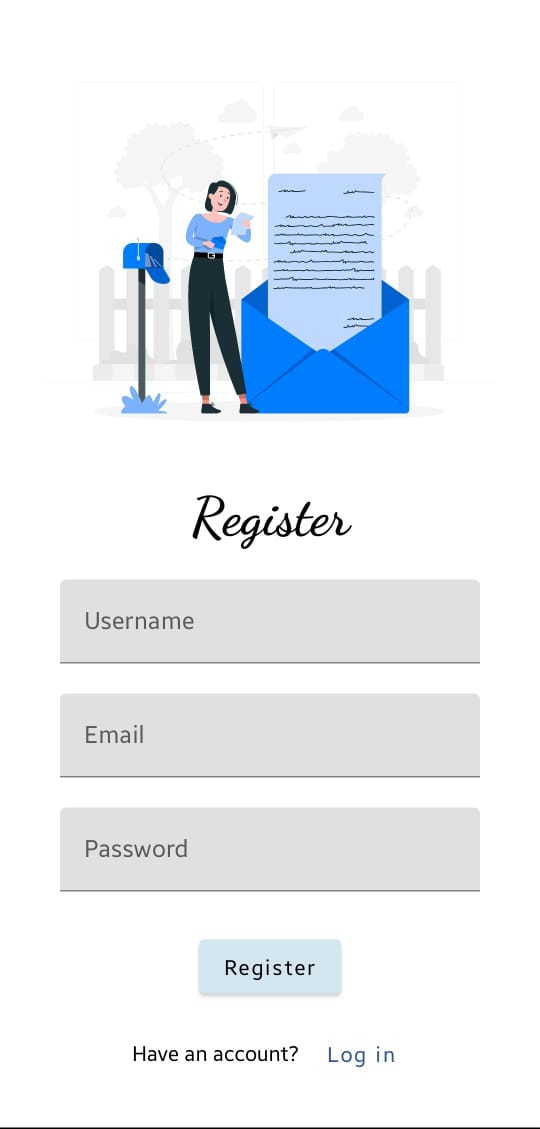 Register
Username
Email
Password
Register
Have an account? Log in